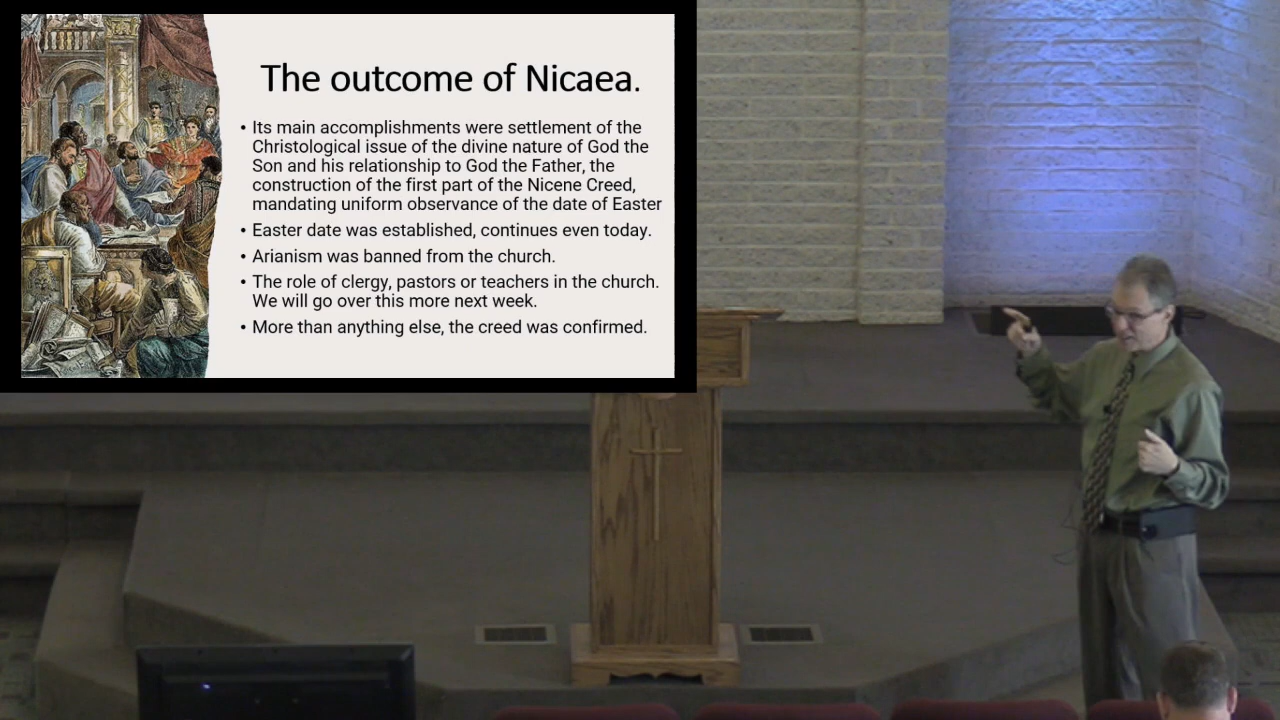 The outcome of Nicaea.
• Its main accomplishments were settlement of the
Christological issue of the divine nature of God the
Son and his relationship to God the Father, the
construction of the first part of the Nicene Creed,
mandating uniform observance of the date of Easter
• Easter date was established, continues even today.
• Arianism was banned from the church.
• The role of clergy, pastors or teachers in the church.
We will go over this more next week.
• More than anything else, the creed was confirmed.